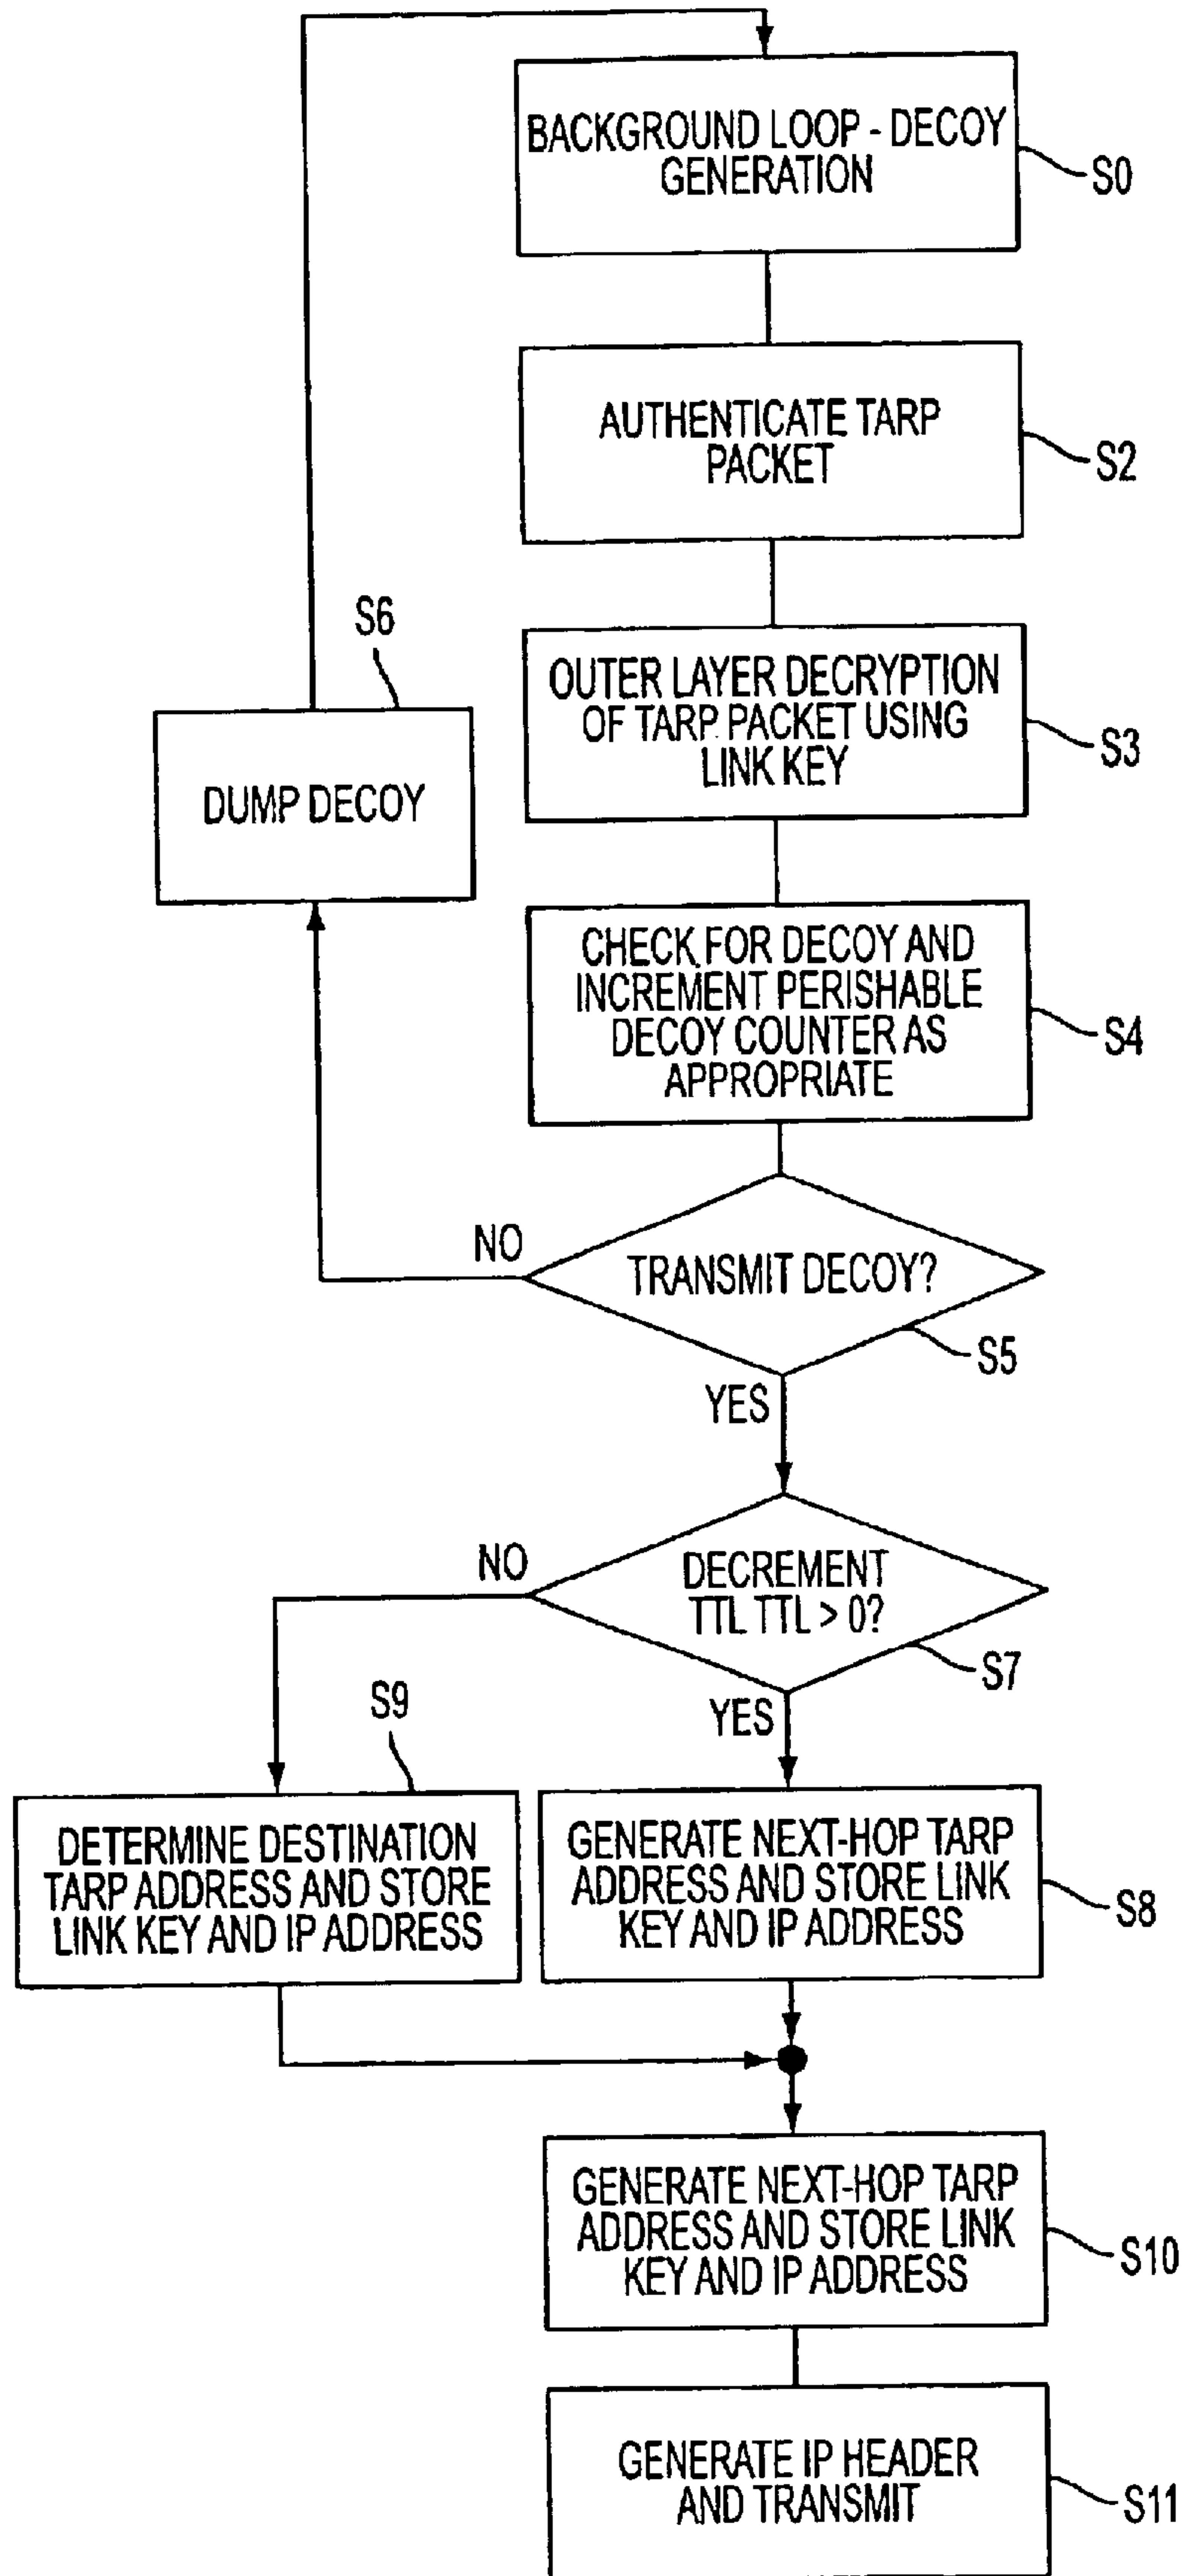 BACKGROUND LOOP - DECOY
GENERATION
S0
AUTHENTICATE TARP
PACKET
S2
OUTER LAYER DECRYPTION
OF TARP PACKET USING
LINK KEY
S3
S6
DUMP DECOY
CHECK FOR DECOY AND
INCREMENT PERISHABLE
DECOY COUNTER AS
APPROPRIATE
S4
NO
TRANSMIT DECOY?
S5
YES
NO
DECREMENT
TTL TTL > 0?
S7
YES
S9
DETERMINE DESTINATION
TARP ADDRESS AND STORE
LINK KEY AND IP ADDRESS
GENERATE NEXT-HOP TARP
ADDRESS AND STORE LINK
KEY AND IP ADDRESS
S8
GENERATE NEXT-HOP TARP
ADDRESS AND STORE LINK
KEY AND IP ADDRESS
S10
GENERATE IP HEADER
AND TRANSMIT
S11